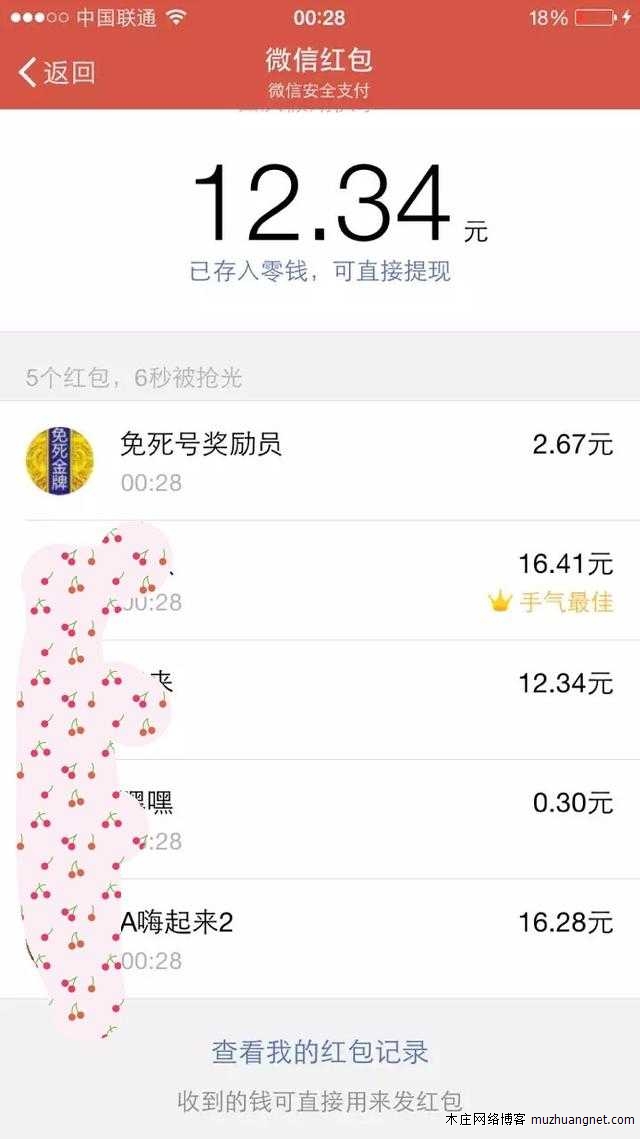 中国联通 00:28 18%
返回 微信红包
微信安全支付
12.34 元
已存入零钱，可直接提现
5个红包，6秒被抢光
免死金牌
免死号奖励员 2.67元
00:28
16.41元
00:28 手气最佳
来 12.34元
嘿 0.30元
:28
A嗨起来2 16.28元
00:28
查看我的红包记录
收到的钱可直接用来发红包
木庄网络博客 muzhuangnet.com